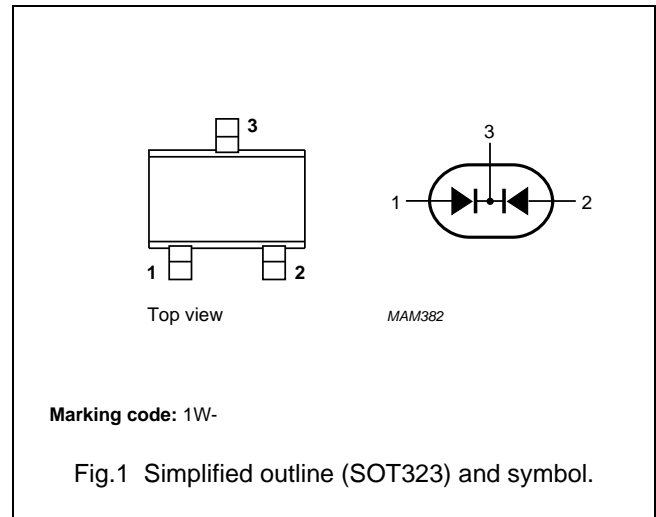 3
1
2
Top view
3
1
2
MAM382
Marking code: 1W-
Fig.1 Simplified outline (SOT323) and symbol.